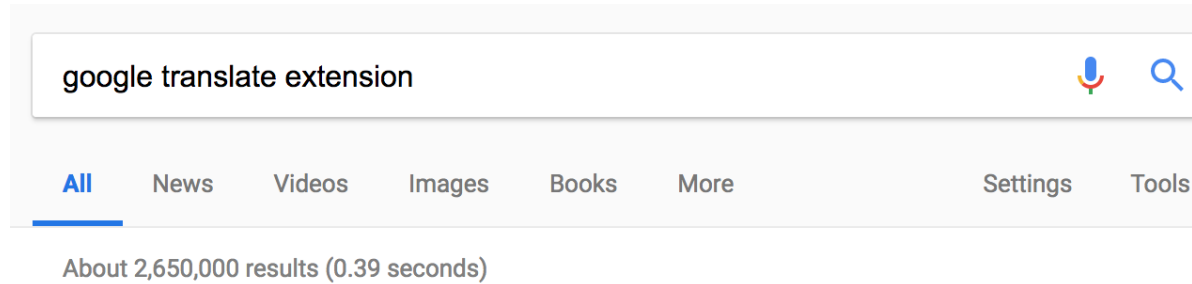 google translate extension
All News Videos Images Books More Settings Tools
About 2,650,000 results (0.39 seconds)